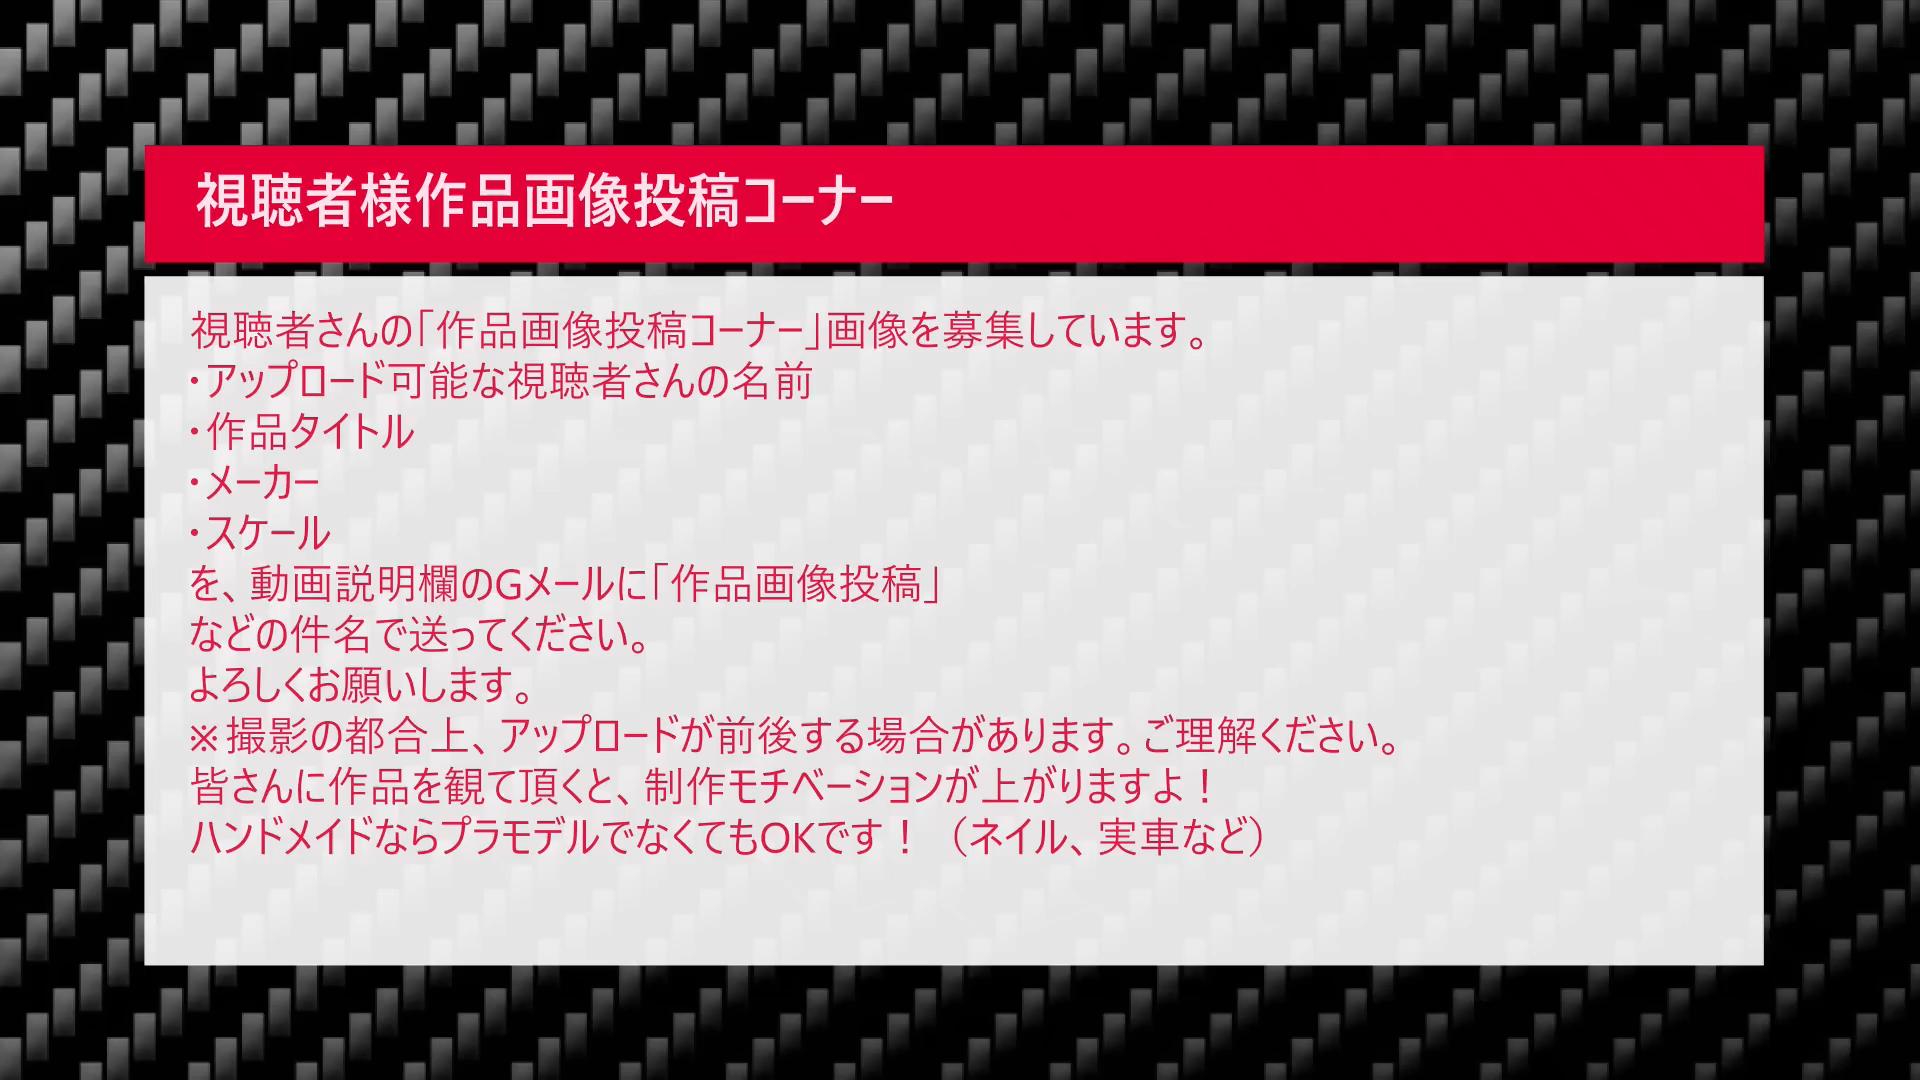 視聴者様作品画像投稿コーナー
視聴者さんの「作品画像投稿コーナー」画像を募集しています。
・アップロード可能な視聴者さんの名前
・作品タイトル
・メーカー
・スケール
を、動画説明欄のGメールに「作品画像投稿」
などの件名で送ってください。
よろしくお願いします。
※撮影の都合上、アップロードが前後する場合があります。ご理解ください。
皆さんに作品を観て頂くと、制作モチベーションが上がりますよ！
ハンドメイドならプラモデルでなくてもOKです！（ネイル、実車など）